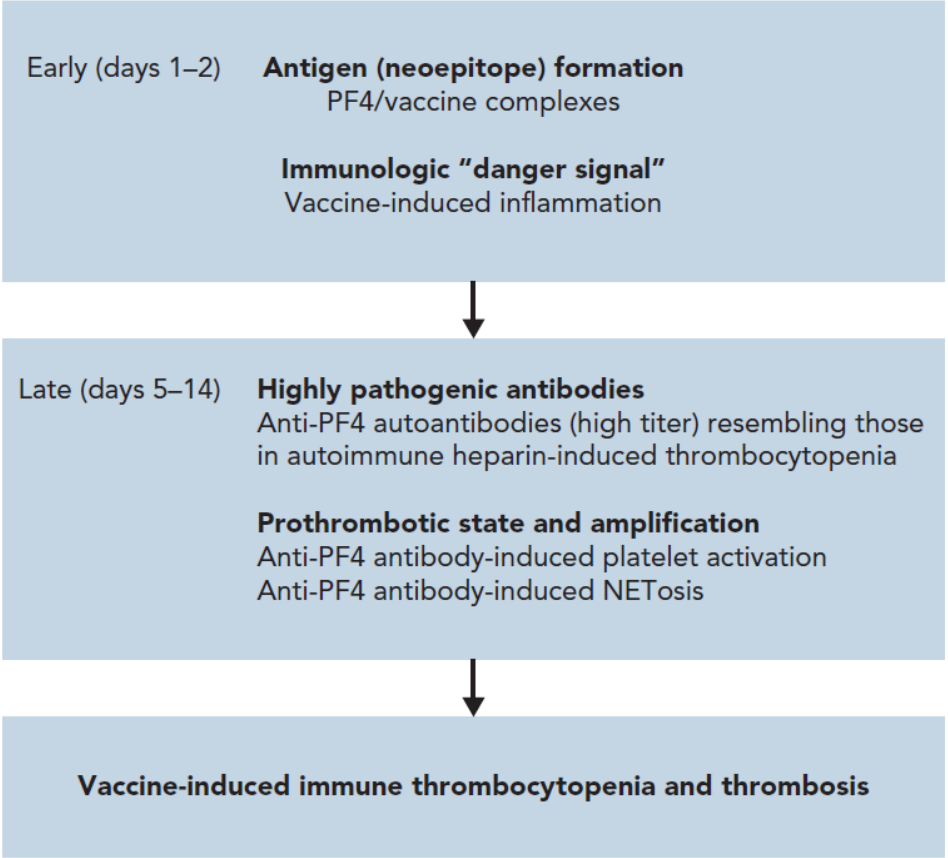 Early (days 1–2) Antigen (neoepitope) formation
PF4/vaccine complexes
Immunologic “danger signal”
Vaccine-induced inflammation
Late (days 5–14) Highly pathogenic antibodies
Anti-PF4 autoantibodies (high titer) resembling those
in autoimmune heparin-induced thrombocytopenia
Prothrombotic state and amplification
Anti-PF4 antibody-induced platelet activation
Anti-PF4 antibody-induced NETosis
Vaccine-induced immune thrombocytopenia and thrombosis